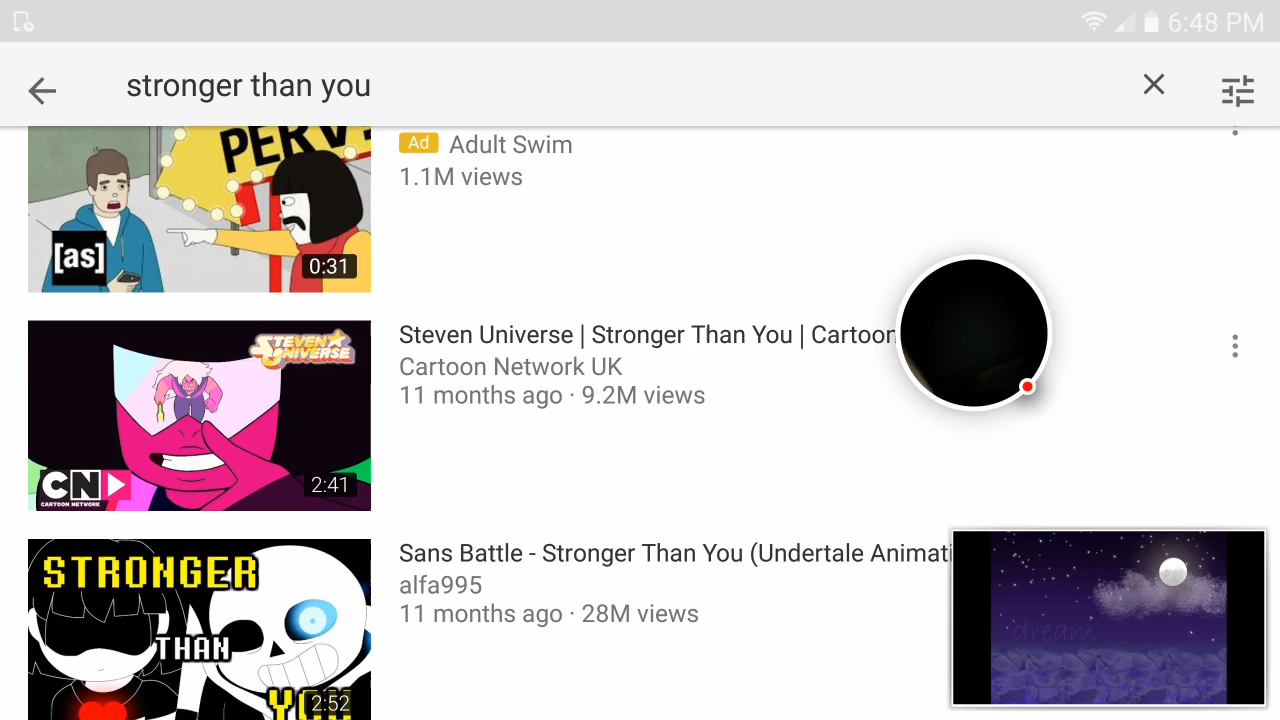 6:48 PM
stronger than you
PERV
Ad Adult Swim
1.1M views
[as]
0:31
STEVEN UNIVERSE
Steven Universe | Stronger Than You | Cartoon
Cartoon Network UK
11 months ago · 9.2M views
CN
CARTOON NETWORK
2:41
STRONGER
THAN
YOU
2:52
Sans Battle - Stronger Than You (Undertale Animati
alfa995
11 months ago · 28M views
dream